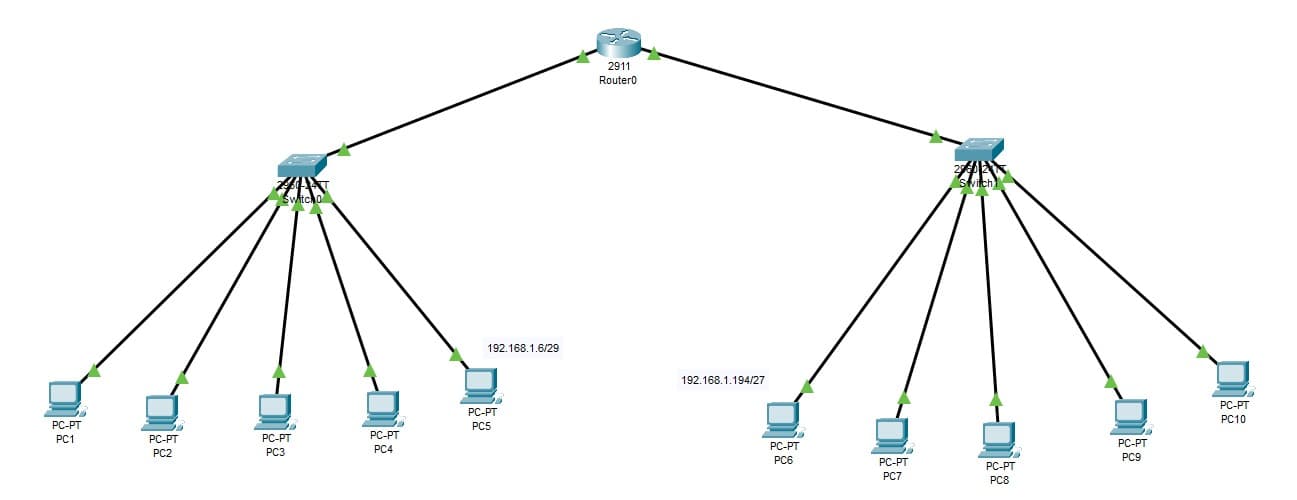 2911
Router0
2960-24TT
Switch0
2960-24TT
Switch1
192.168.1.6/29
192.168.1.194/27
PC-PT
PC1
PC-PT
PC2
PC-PT
PC3
PC-PT
PC4
PC-PT
PC5
PC-PT
PC6
PC-PT
PC7
PC-PT
PC8
PC-PT
PC9
PC-PT
PC10